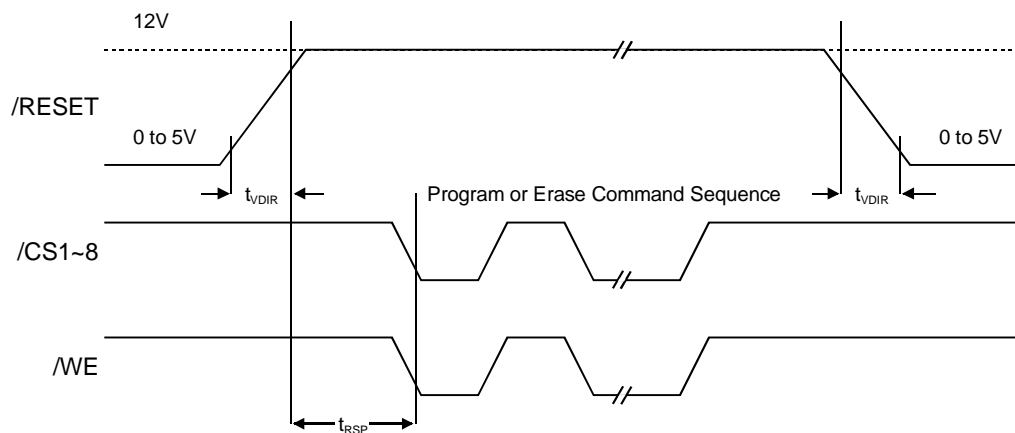 12V
/RESET
0 to 5V
0 to 5V
tVDIR
Program or Erase Command Sequence
tVDIR
/CS1~8
/WE
tRSP